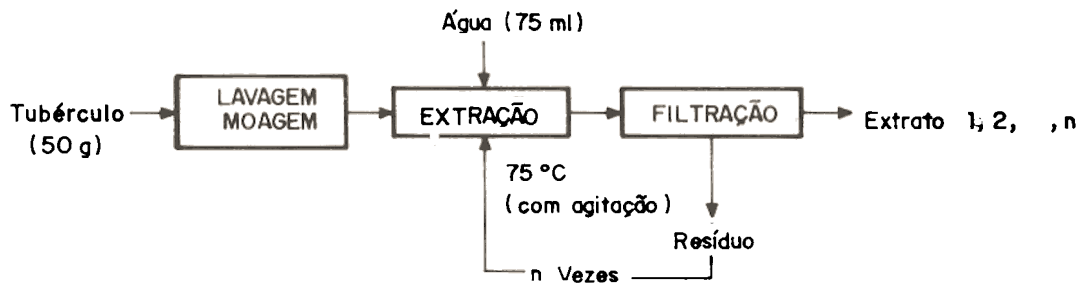 Água (75 ml)
Tubérculo
(50 g)
LAVAGEM
MOAGEM
EXTRAÇÃO
FILTRAÇÃO
Extrato 1, 2, , n
75 °C
(com agitação)
Resíduo
n Vezes